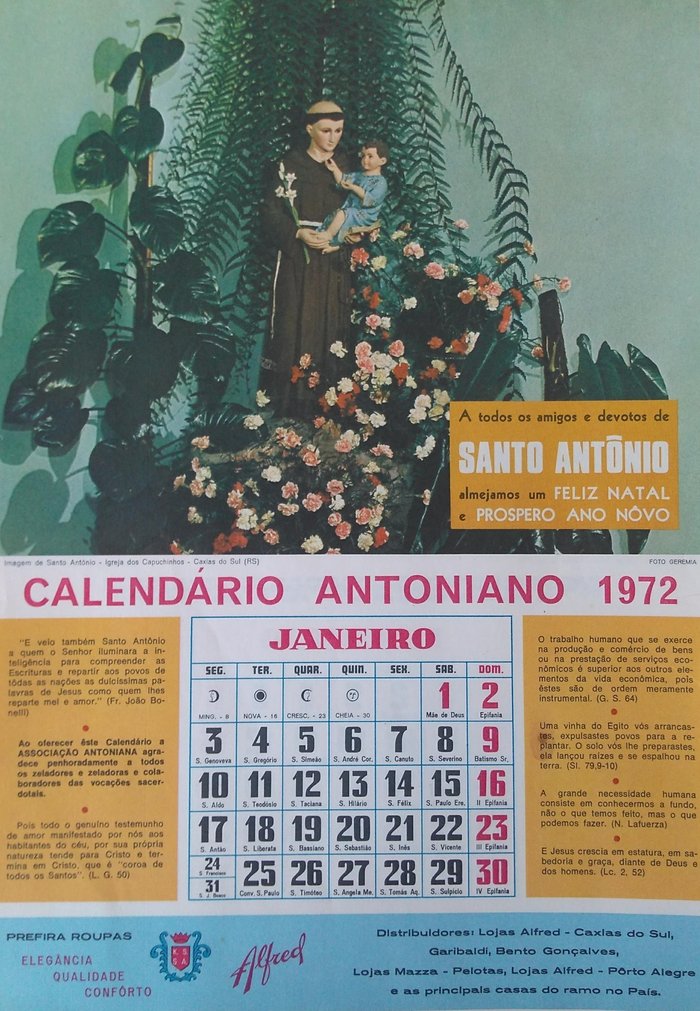 A todos os amigos e devotos de
SANTO ANTÔNIO
almejamos um FELIZ NATAL
e PROSPERO ANO NÔVO
Imagem de Santo Antônio - Igreja dos Capuchinhos - Caxias do Sul (RS)
FOTO GEREMIA
CALENDÁRIO ANTONIANO 1972
"E veio também Santo Antônio
a quem o Senhor iluminara a in-
teligência para compreender as
Escrituras e repartir aos povos de
tôdas as nações as dulcíssimas pa-
lavras de Jesus como quem lhes
reparte mel e amor." (Fr. João Bo-
nelli)
Ao oferecer êste Calendário a
ASSOCIAÇÃO ANTONIANA agra-
dece penhoradamente a todos
os zeladores e zeladoras e cola-
boradores das vocações sacer-
dotais.
Pois todo o genuíno testemunho
de amor manifestado por nós aos
habitantes do céu, por sua própria
natureza tende para Cristo e ter-
mina em Cristo, que é "coroa de
todos os Santos". (L. G. 50)
JANEIRO
SEG. TER. QUAR. QUIN. SEX. SAB. DOM.
1 2
MING. - 8 NOVA - 16 CRESC. - 23 CHEIA - 30 Mãe de Deus Epifania
3 4 5 6 7 8 9
S. Genoveva S. Gregório S. Simeão S. André Cor. S. Canuto S. Severino Batismo Sr.
10 11 12 13 14 15 16
S. Aldo S. Teodósio S. Taciana S. Hilário S. Félix S. Paulo Ere. II Epifania
17 18 19 20 21 22 23
S. Antão S. Liberata S. Bassiano S. Sebastião S. Inês S. Vicente III Epifania
24 25 26 27 28 29 30
S. Francisco
31
S. J. Bosco Conv. S. Paulo S. Timóteo S. Angela Me. S. Tomás Aq. S. Sulpício IV Epifania
O trabalho humano que se exerce
na produção e comércio de bens
ou na prestação de serviços eco-
nômicos é superior aos outros ele-
mentos da vida econômica, pois
êstes são de ordem meramente
instrumental. (G. S. 64)
Uma vinha do Egito vós arrancas-
tes, expulsastes povos para a re-
plantar. O solo vós lhe preparastes,
ela lançou raízes e se espalhou na
terra. (Sl. 79,9-10)
A grande necessidade humana
consiste em conhecermos a fundo,
não o que temos feito, mas o que
podemos fazer. (N. Lafuerza)
E Jesus crescia em estatura, em sa-
bedoria e graça, diante de Deus e
dos homens. (Lc. 2, 52)
PREFIRA ROUPAS
ELEGÂNCIA
QUALIDADE
CONFÔRTO
Alfred
Distribuidores: Lojas Alfred - Caxias do Sul,
Garibaldi, Bento Gonçalves,
Lojas Mazza - Pelotas, Lojas Alfred - Pôrto Alegre
e as principais casas do ramo no País.